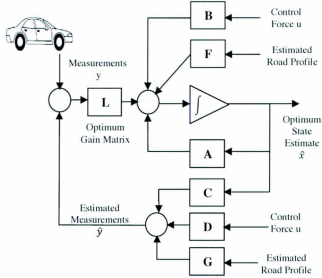 B
Control
Force u
F
Estimated
Road Profile
Measurements
y
L
Optimum
Gain Matrix
∫
Optimum
State
Estimate
x̂
A
C
Estimated
Measurements
ŷ
D
Control
Force u
G
Estimated
Road Profile